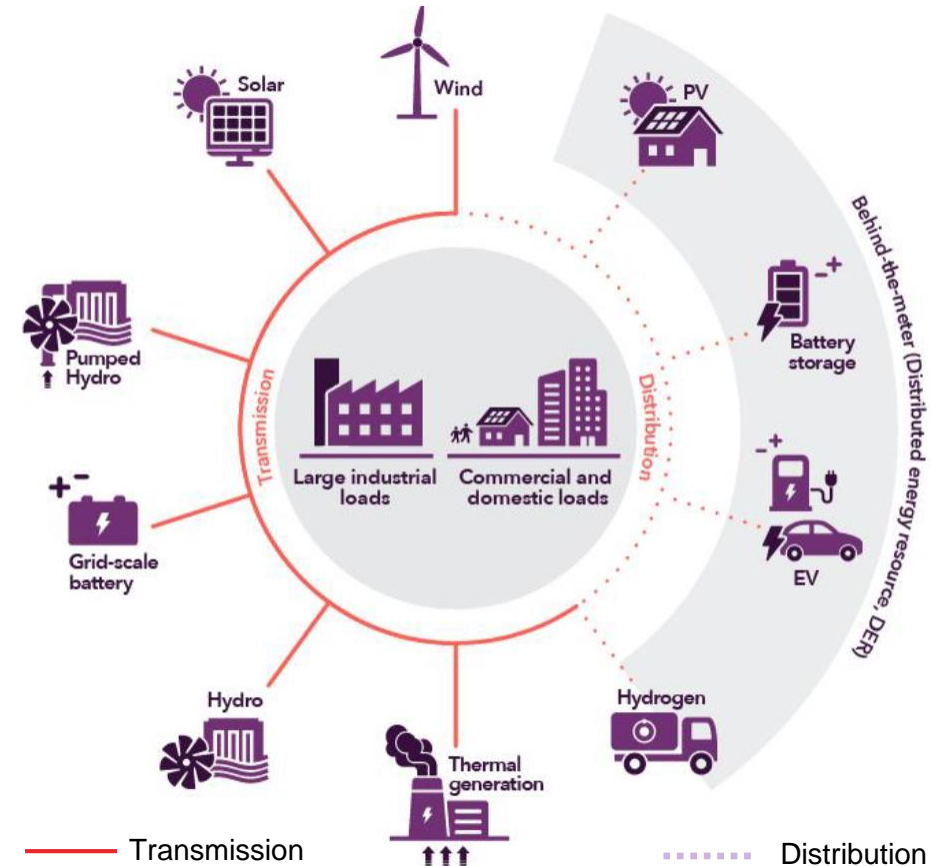 Wind
Solar
PV
Pumped
Hydro
Battery
storage
Behind-the-meter (Distributed energy resource, DER)
Transmission
Distribution
Large industrial
loads
Commercial and
domestic loads
Grid-scale
battery
EV
Hydro
Hydrogen
Thermal
generation
Transmission
Distribution